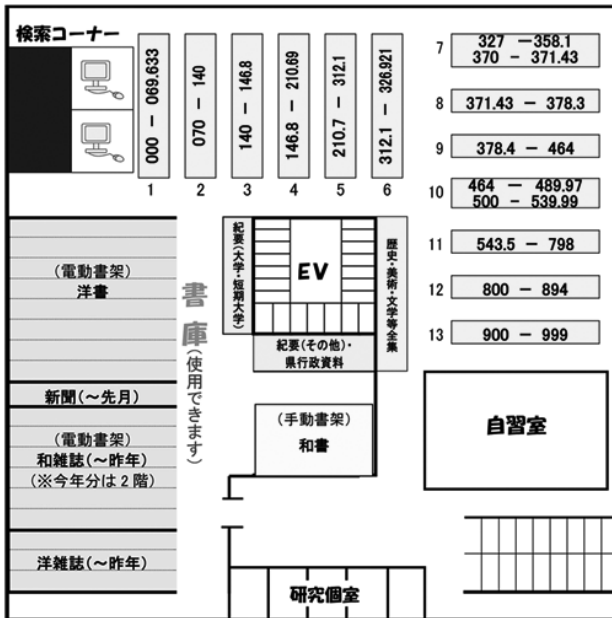 検索コーナー
000 － 069.633
070 － 140
140 － 146.8
146.8 － 210.69
210.7 － 312.1
312.1 － 326.921
1
2
3
4
5
6
7
327 －358.1
370 － 371.43
8
371.43 － 378.3
9
378.4 － 464
10
464 － 489.97
500 － 539.99
11
543.5 － 798
12
800 － 894
13
900 － 999
(電動書架)
洋書
新聞(～先月)
(電動書架)
和雑誌(～昨年)
(※今年分は２階)
洋雑誌(～昨年)
書庫(使用できます)
紀要(大学・短期大学)
EV
歴史・美術・文学等全集
紀要(その他)・
県行政資料
(手動書架)
和書
自習室
研究個室